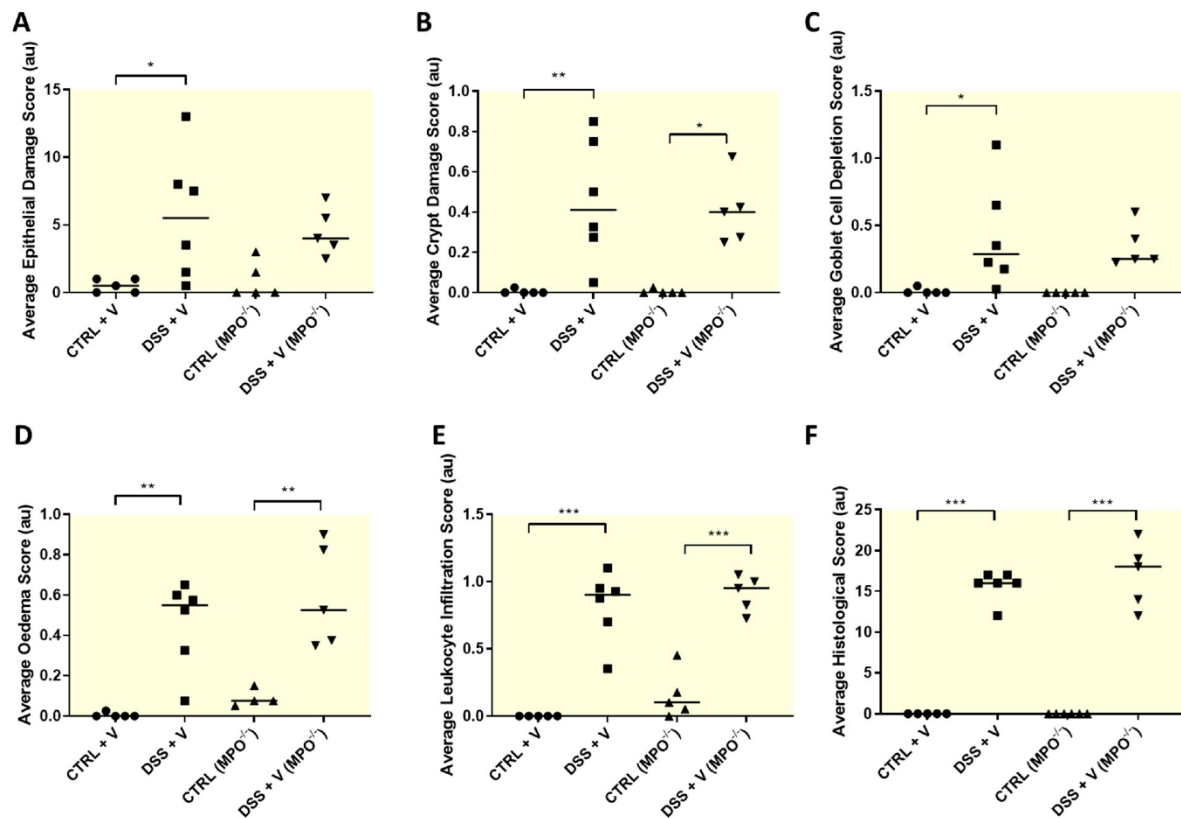 A
B
C
Average Epithelial Damage Score (au)
15
10
5
0
*
CTRL + V
DSS + V
CTRL (MPO-/-)
DSS + V (MPO-/-)
Average Crypt Damage Score (au)
1.0
0.8
0.6
0.4
0.2
0.0
**
*
CTRL + V
DSS + V
CTRL (MPO-/-)
DSS + V (MPO-/-)
Average Goblet Cell Depletion Score (au)
1.5
1.0
0.5
0.0
*
CTRL + V
DSS + V
CTRL (MPO-/-)
DSS + V (MPO-/-)
D
E
F
Average Oedema Score (au)
1.0
0.8
0.6
0.4
0.2
0.0
**
**
CTRL + V
DSS + V
CTRL (MPO-/-)
DSS + V (MPO-/-)
Average Leukocyte Infiltration Score (au)
1.5
1.0
0.5
0.0
***
***
CTRL + V
DSS + V
CTRL (MPO-/-)
DSS + V (MPO-/-)
Average Histological Score (au)
25
20
15
10
5
0
***
***
CTRL + V
DSS + V
CTRL (MPO-/-)
DSS + V (MPO-/-)